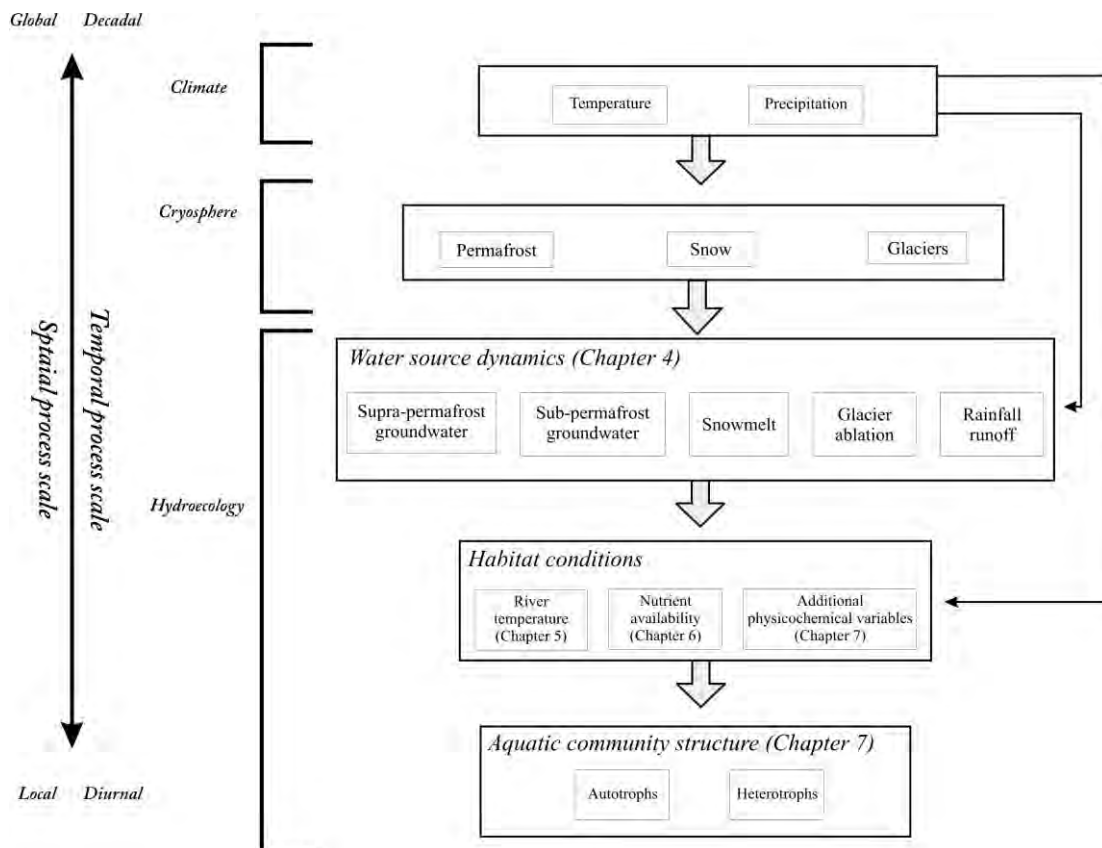 Global Decadal
Climate
Temperature
Precipitation
Cryosphere
Permafrost
Snow
Glaciers
Sptaial process scale
Temporal process scale
Hydroecology
Water source dynamics (Chapter 4)
Supra-permafrost
groundwater
Sub-permafrost
groundwater
Snowmelt
Glacier
ablation
Rainfall
runoff
Habitat conditions
River
temperature
(Chapter 5)
Nutrient
availability
(Chapter 6)
Additional
physicochemical variables
(Chapter 7)
Aquatic community structure (Chapter 7)
Autotrophs
Heterotrophs
Local Diurnal